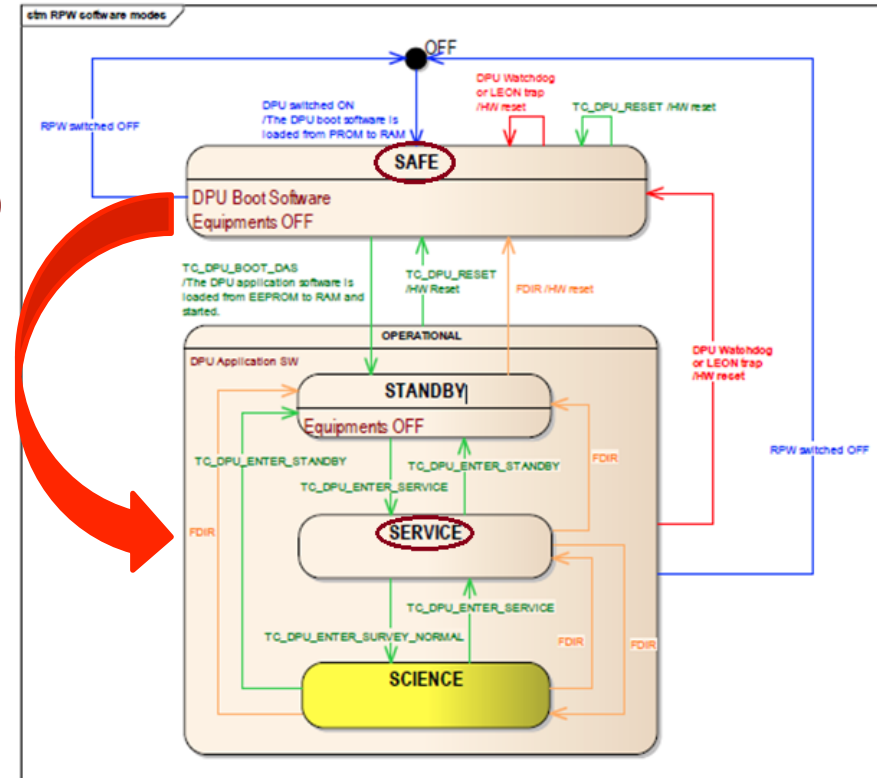 stm RPW software modes
OFF
RPW switched OFF
DPU switched ON
/The DPU boot software is
loaded from PROM to RAM
DPU Watchdog
or LEON trap
/HW reset
TC_DPU_RESET /HW reset
SAFE
DPU Boot Software
Equipments OFF
TC_DPU_BOOT_DAS
/The DPU application software is
loaded from EEPROM to RAM and
started.
TC_DPU_RESET
/HW Reset
FDIR /HW reset
DPU Watchdog
or LEON trap
/HW reset
RPW switched OFF
OPERATIONAL
DPU Application SW
STANDBY
Equipments OFF
TC_DPU_ENTER_STANDBY
TC_DPU_ENTER_STANDBY
FDIR
TC_DPU_ENTER_SERVICE
FDIR
SERVICE
TC_DPU_ENTER_SERVICE
TC_DPU_ENTER_SURVEY_NORMAL
FDIR
FDIR
SCIENCE